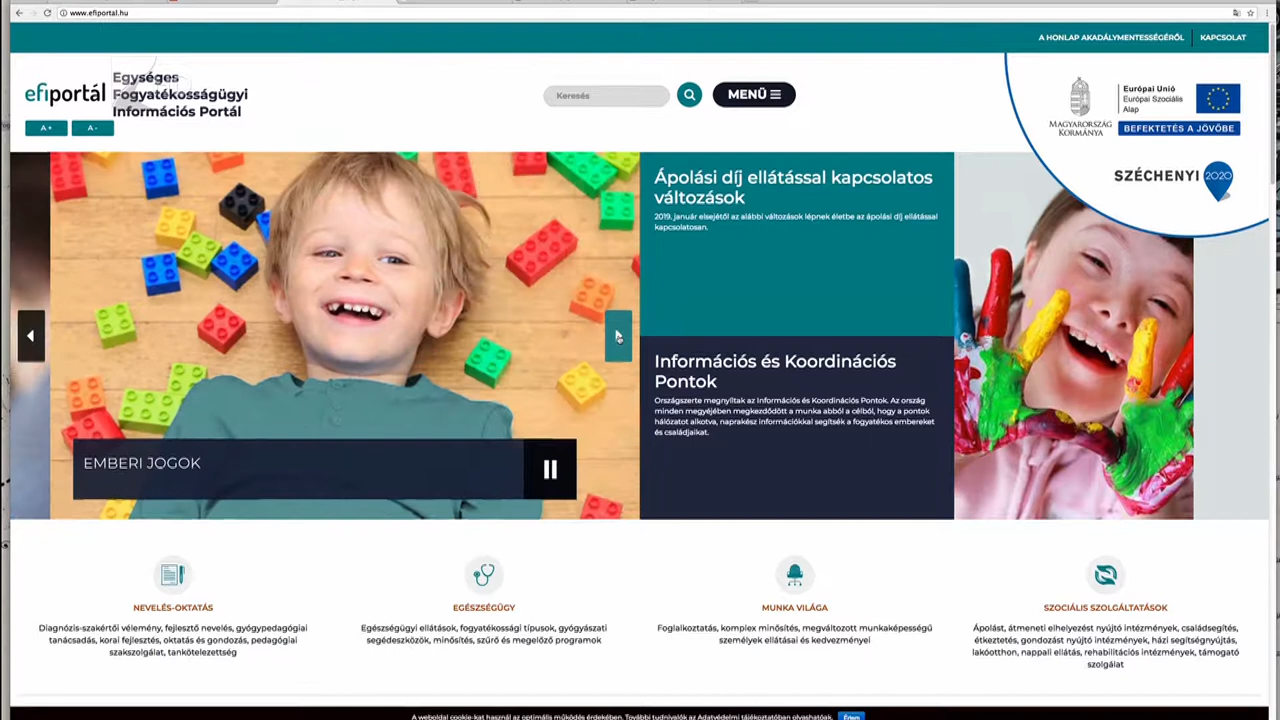 www.efiportal.hu
A HONLAP AKADÁLYMENTESSÉGÉRŐL
KAPCSOLAT
efiportál
Egységes
Fogyatékosságügyi
Információs Portál
A +
A -
Keresés
MENÜ
MAGYARORSZÁG
KORMÁNYA
Európai Unió
Európai Szociális
Alap
BEFEKTETÉS A JÖVŐBE
SZÉCHENYI 2020
EMBERI JOGOK
Ápolási díj ellátással kapcsolatos
változások
2019. január elsejétől az alábbi változások lépnek életbe az ápolási díj ellátással
kapcsolatosan.
Információs és Koordinációs
Pontok
Országszerte megnyíltak az Információs és Koordinációs Pontok. Az ország
minden megyéjében megkezdődött a munka abból a célból, hogy a pontok
hálózatot alkotva, naprakész információkkal segítsék a fogyatékos embereket
és családjaikat.
NEVELÉS-OKTATÁS
Diagnózis-szakértői vélemény, fejlesztő nevelés, gyógypedagógiai
tanácsadás, korai fejlesztés, oktatás és gondozás, pedagógiai
szakszolgálat, tankötelezettség
EGÉSZSÉGÜGY
Egészségügyi ellátások, fogyatékossági típusok, gyógyászati
segédeszközök, minősítés, szűrő és megelőző programok
MUNKA VILÁGA
Foglalkoztatás, komplex minősítés, megváltozott munkaképességű
személyek ellátásai és kedvezményei
SZOCIÁLIS SZOLGÁLTATÁSOK
Ápolást, átmeneti elhelyezést nyújtó intézmények, családsegítés,
étkeztetés, gondozást nyújtó intézmények, házi segítségnyújtás,
lakóotthon, nappali ellátás, rehabilitációs intézmények, támogató
szolgálat
A weboldal cookie-kat használ az optimális működés érdekében. További tudnivalók az Adatvédelmi tájékoztatóban olvashatóak.
Értem